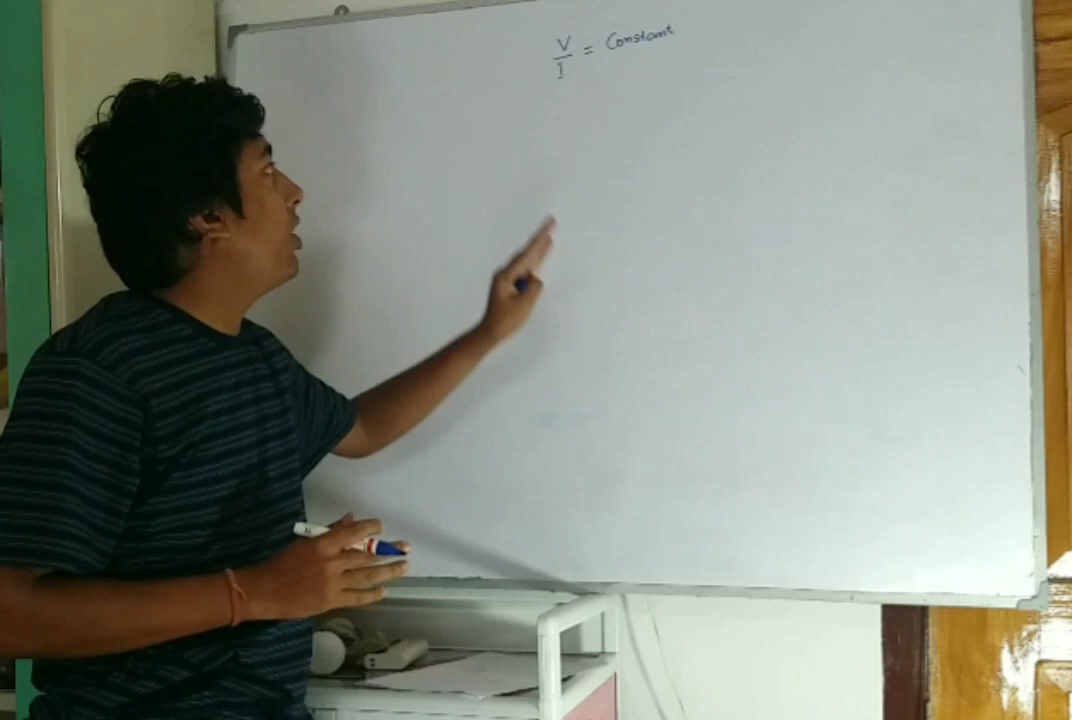 V/I = Constant